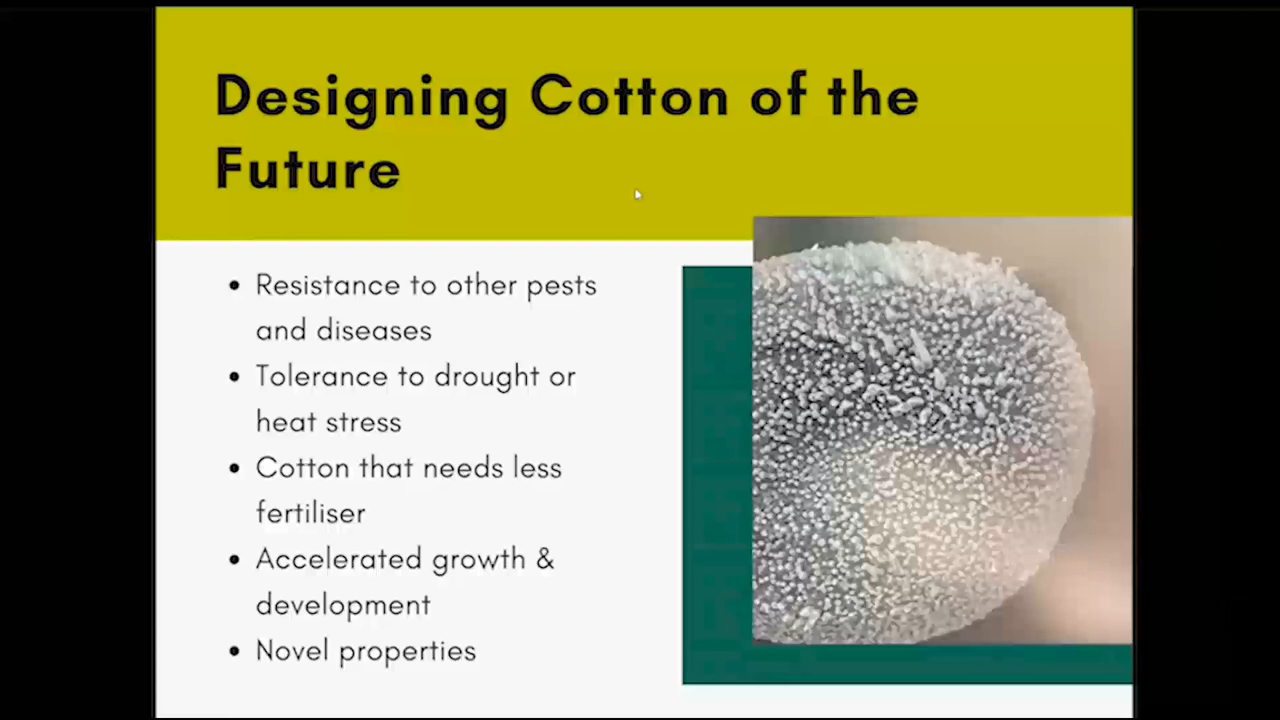 Designing Cotton of the
Future
• Resistance to other pests
and diseases
• Tolerance to drought or
heat stress
• Cotton that needs less
fertiliser
• Accelerated growth &
development
• Novel properties